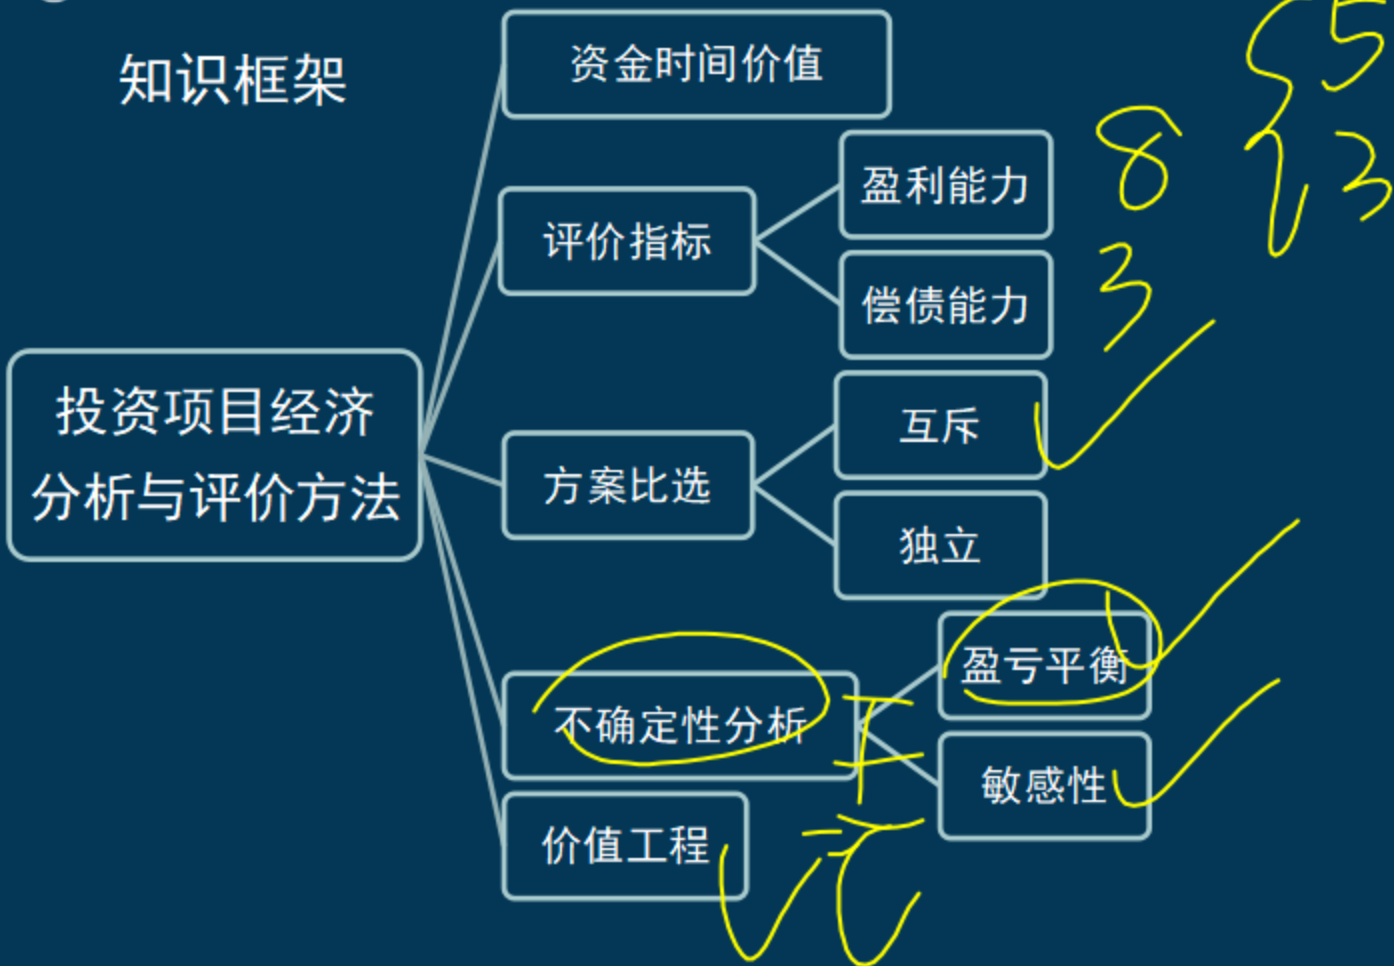 知识框架
资金时间价值
盈利能力
评价指标
偿债能力
投资项目经济
分析与评价方法
互斥
方案比选
独立
盈亏平衡
不确定性分析
敏感性
价值工程
5
8
3
3